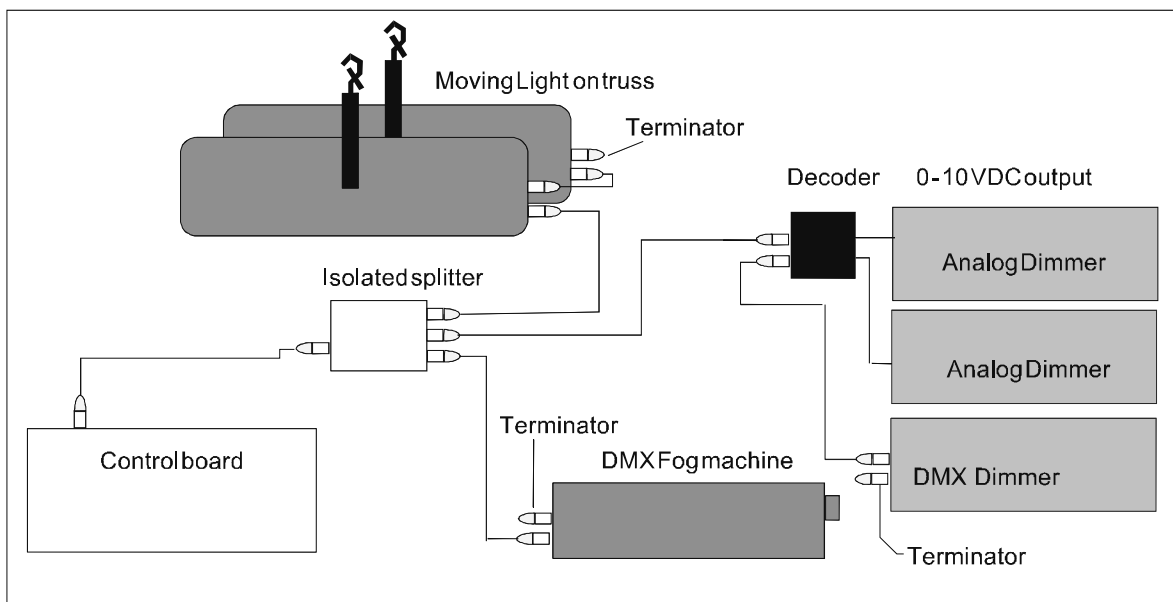 Moving Light on truss
Terminator
Decoder
0-10VDC output
Analog Dimmer
Isolated splitter
Analog Dimmer
Terminator
Control board
DMX Fog machine
DMX Dimmer
Terminator